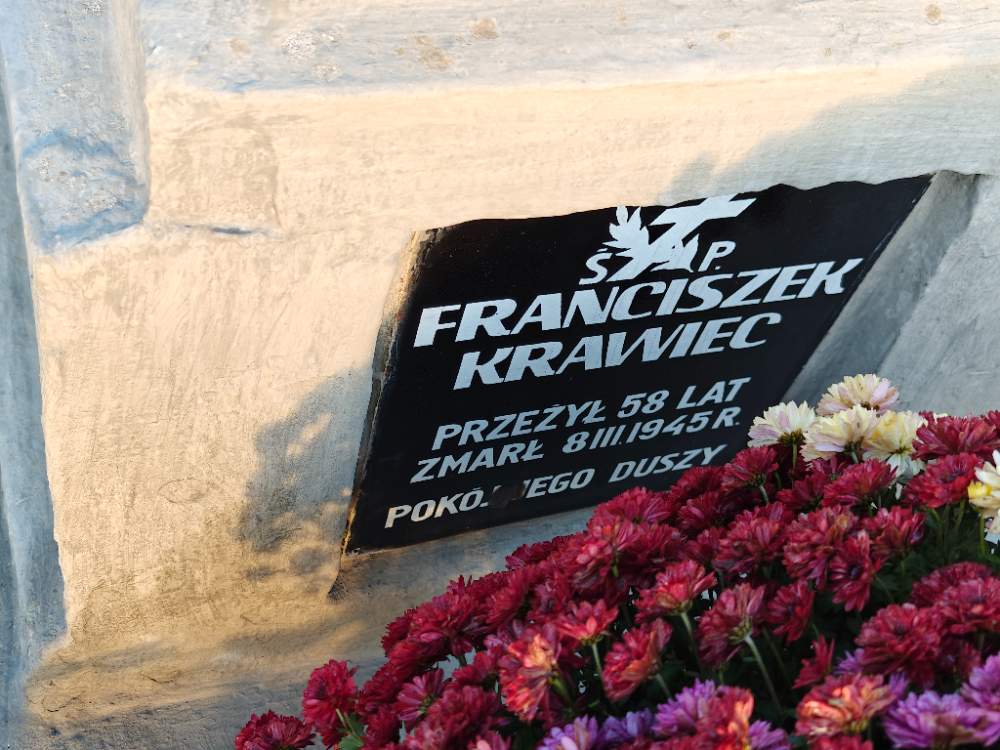 Ś. P.
FRANCISZEK
KRAWIEC
PRZEŻYŁ 58 LAT
ZMARŁ 8 III 1945 R.
DUSZY